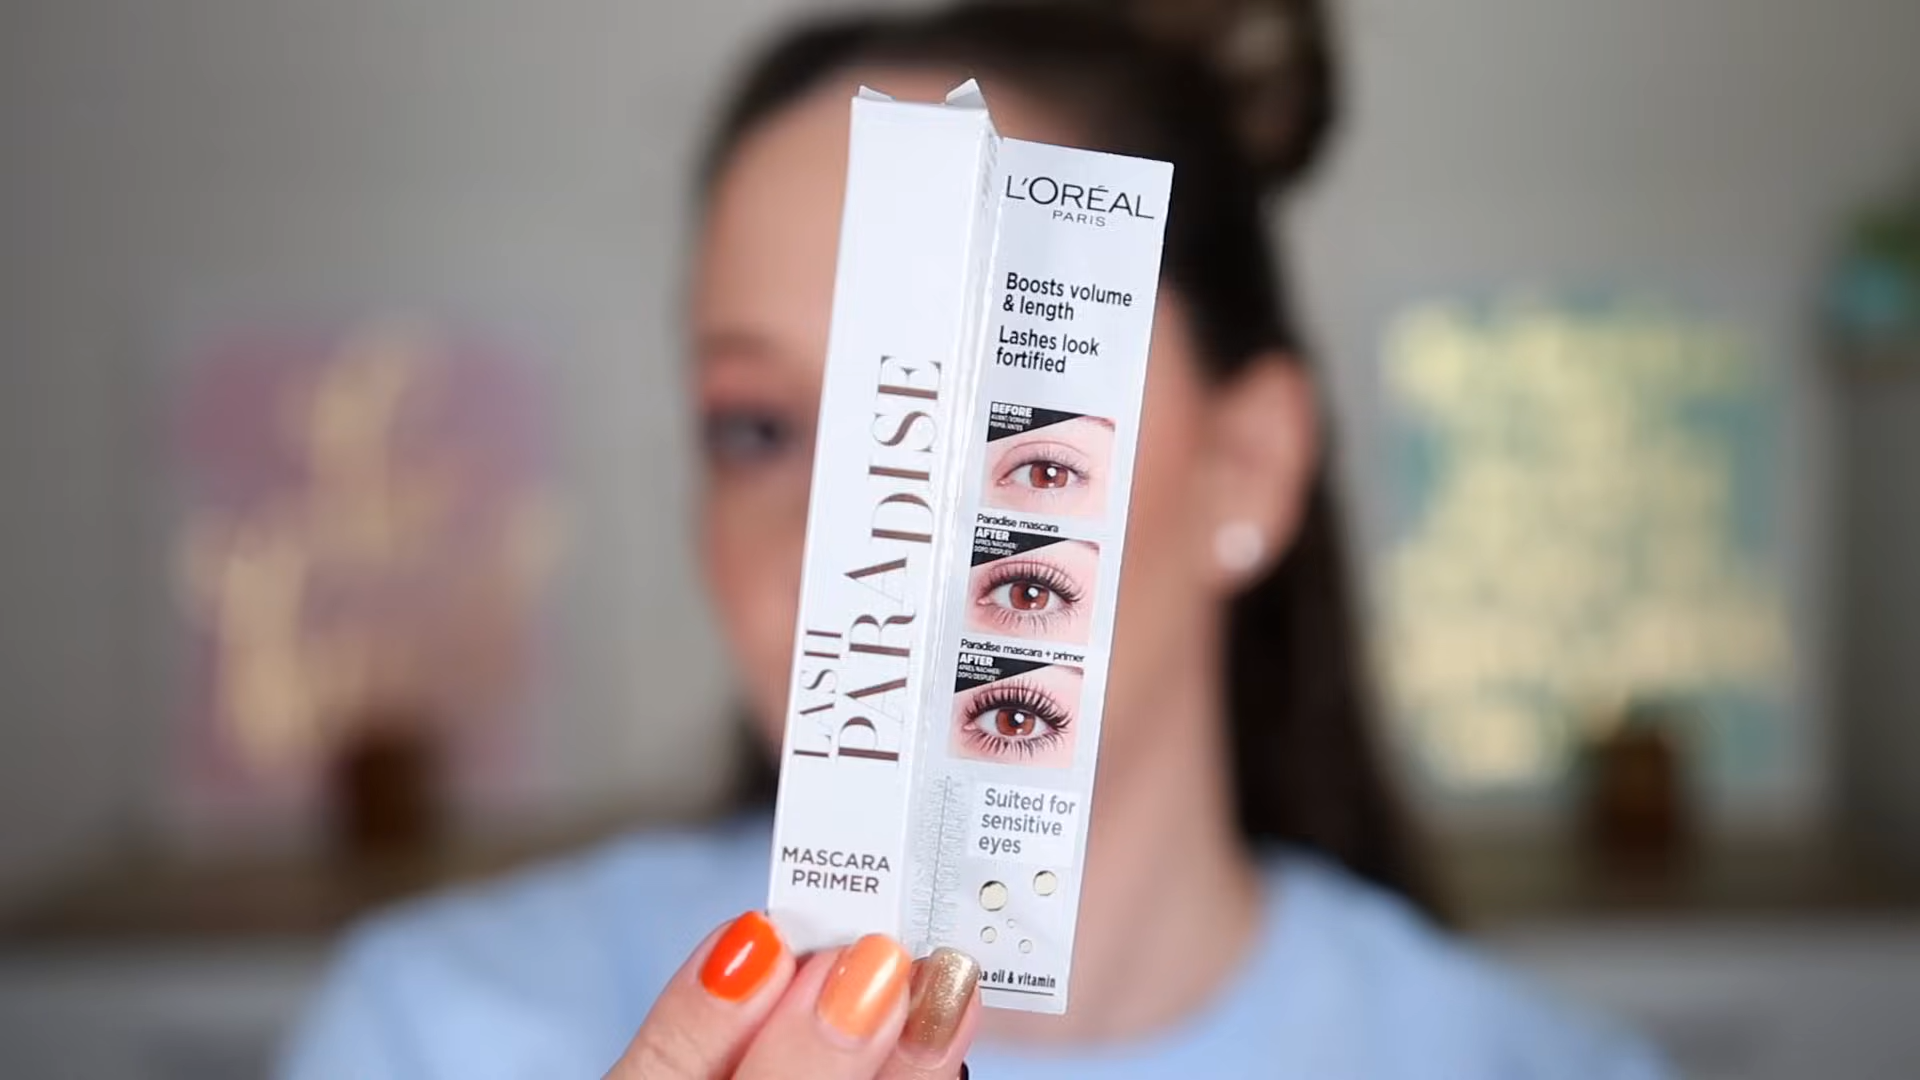 LASH
PARADISE
MASCARA
PRIMER
L'ORÉAL
PARIS
Boosts volume
& length
Lashes look
fortified
BEFORE
Paradise mascara
AFTER
Paradise mascara + primer
AFTER
Suited for
sensitive
eyes
oil & vitamin